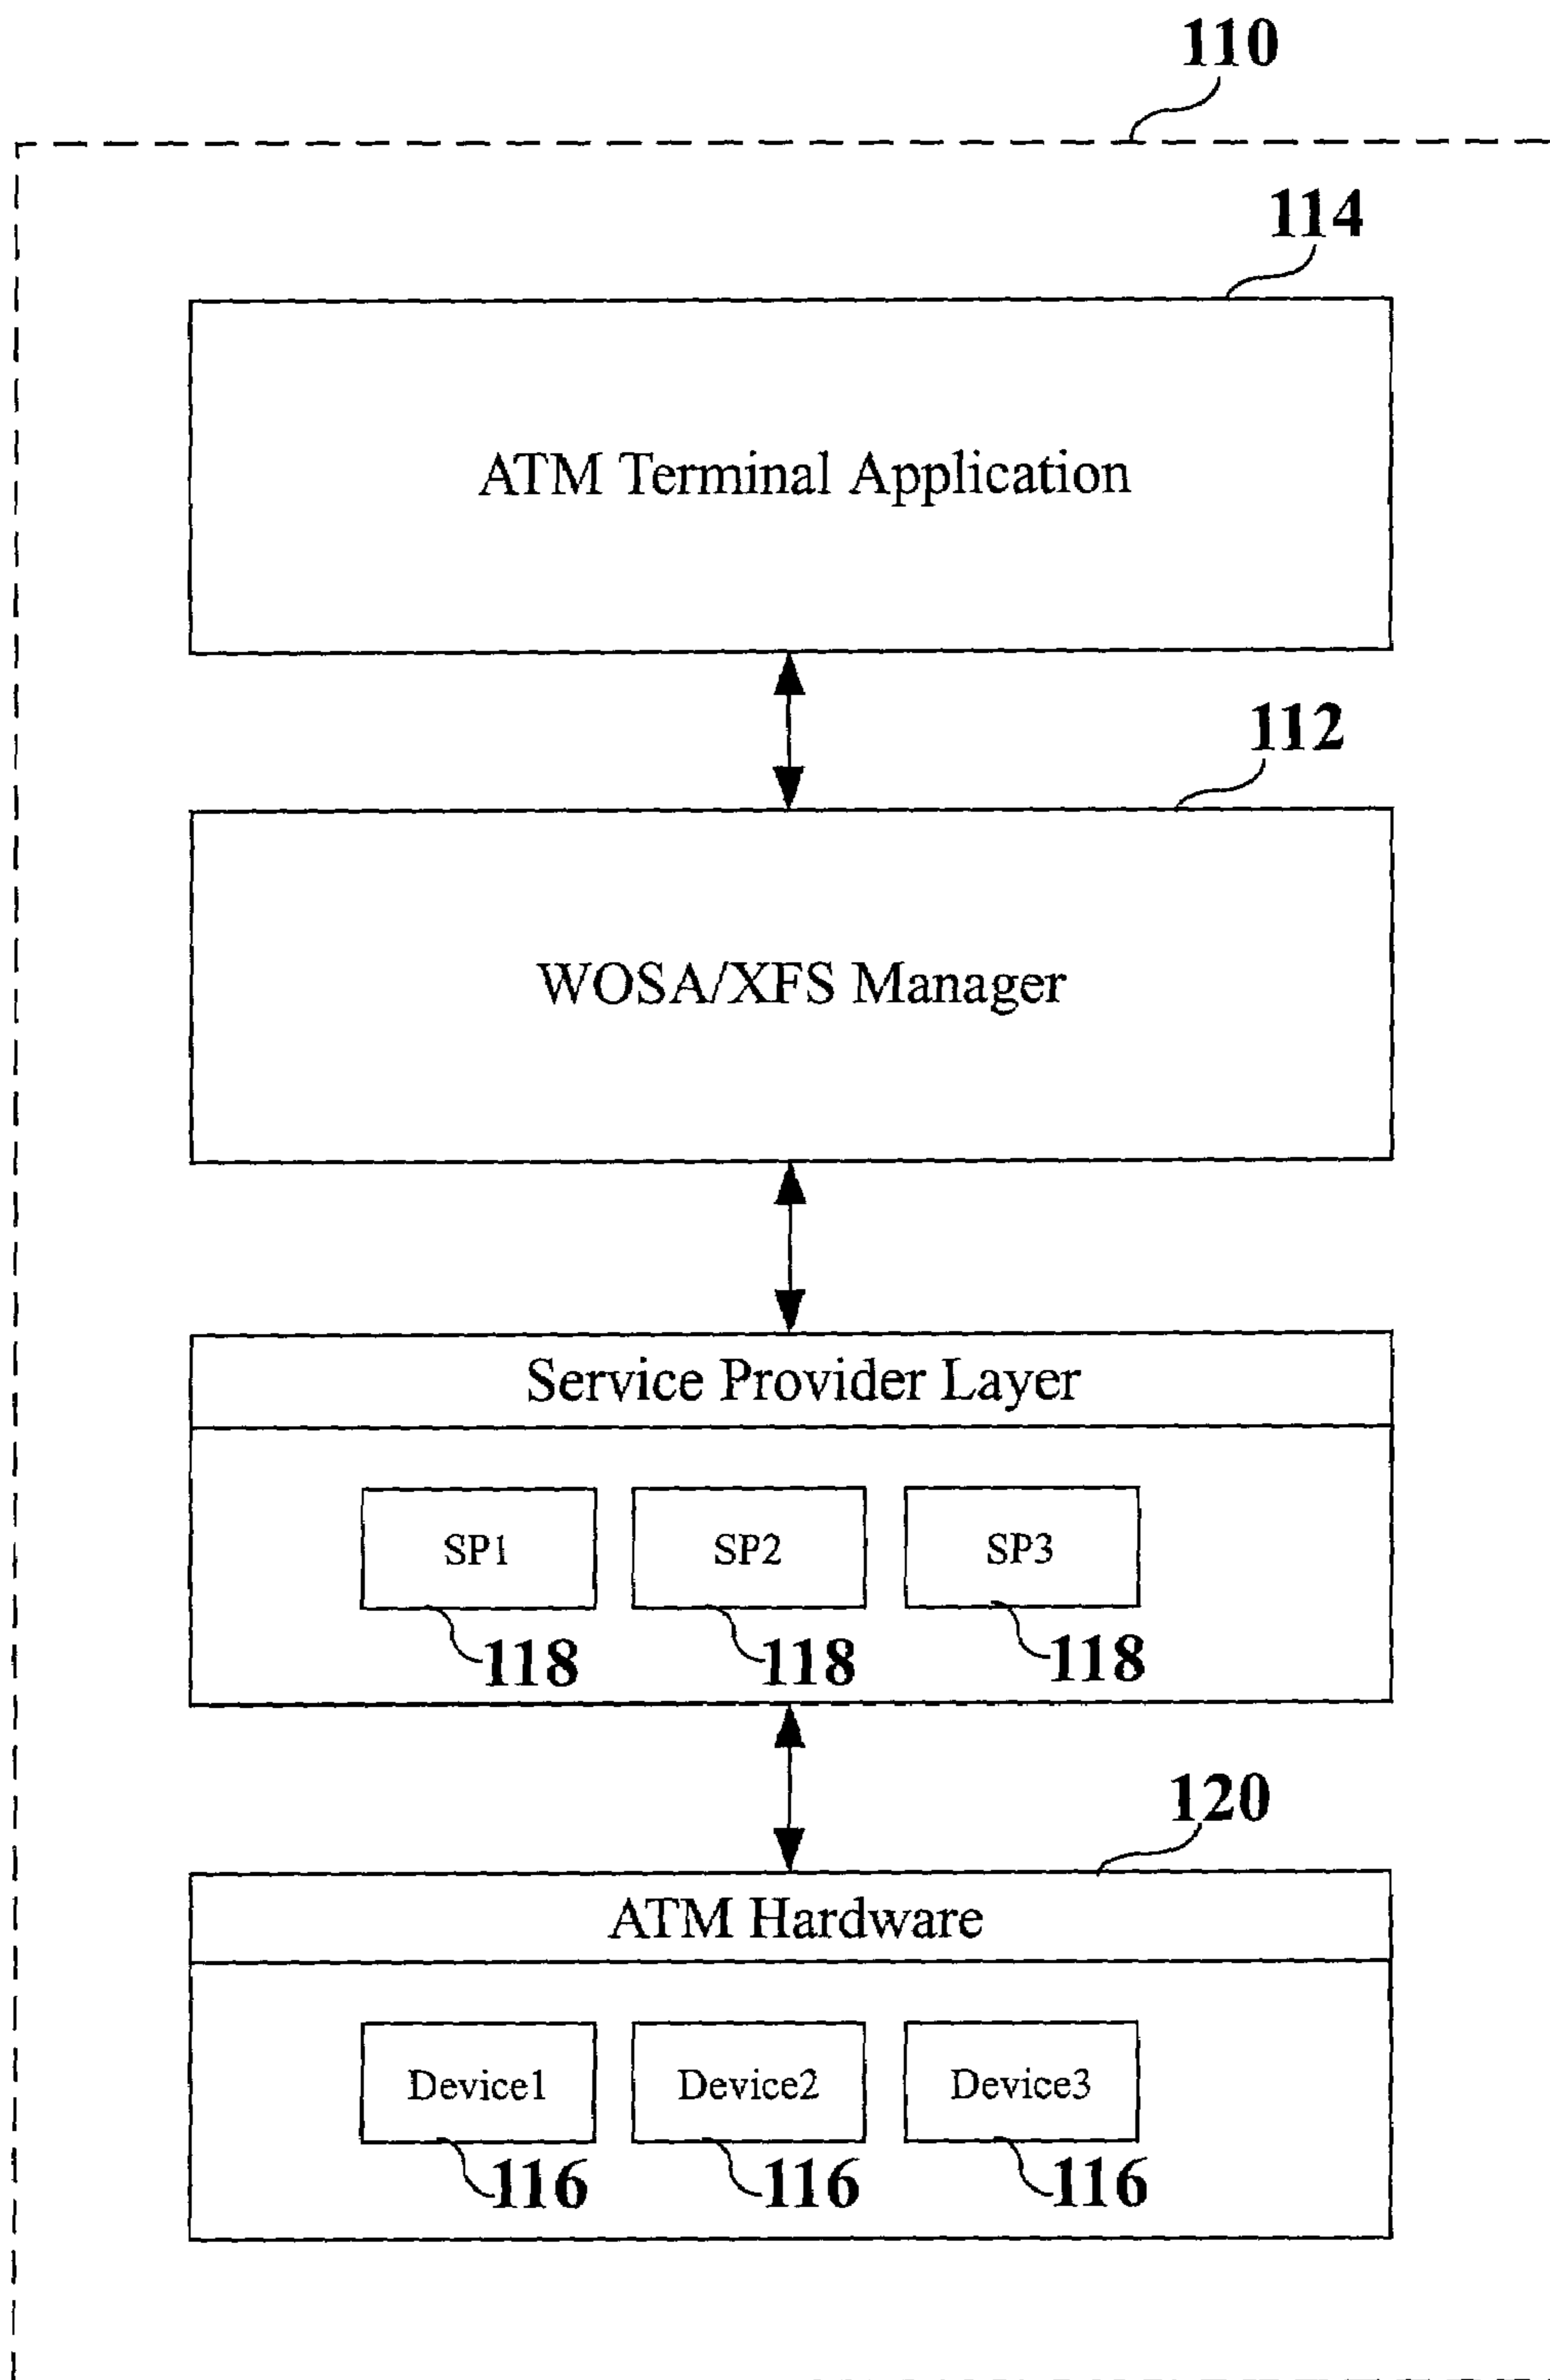 110
114
ATM Terminal Application
112
WOSA/XFS Manager
Service Provider Layer
SP1 SP2 SP3
118 118 118
120
ATM Hardware
Device1 Device2 Device3
116 116 116